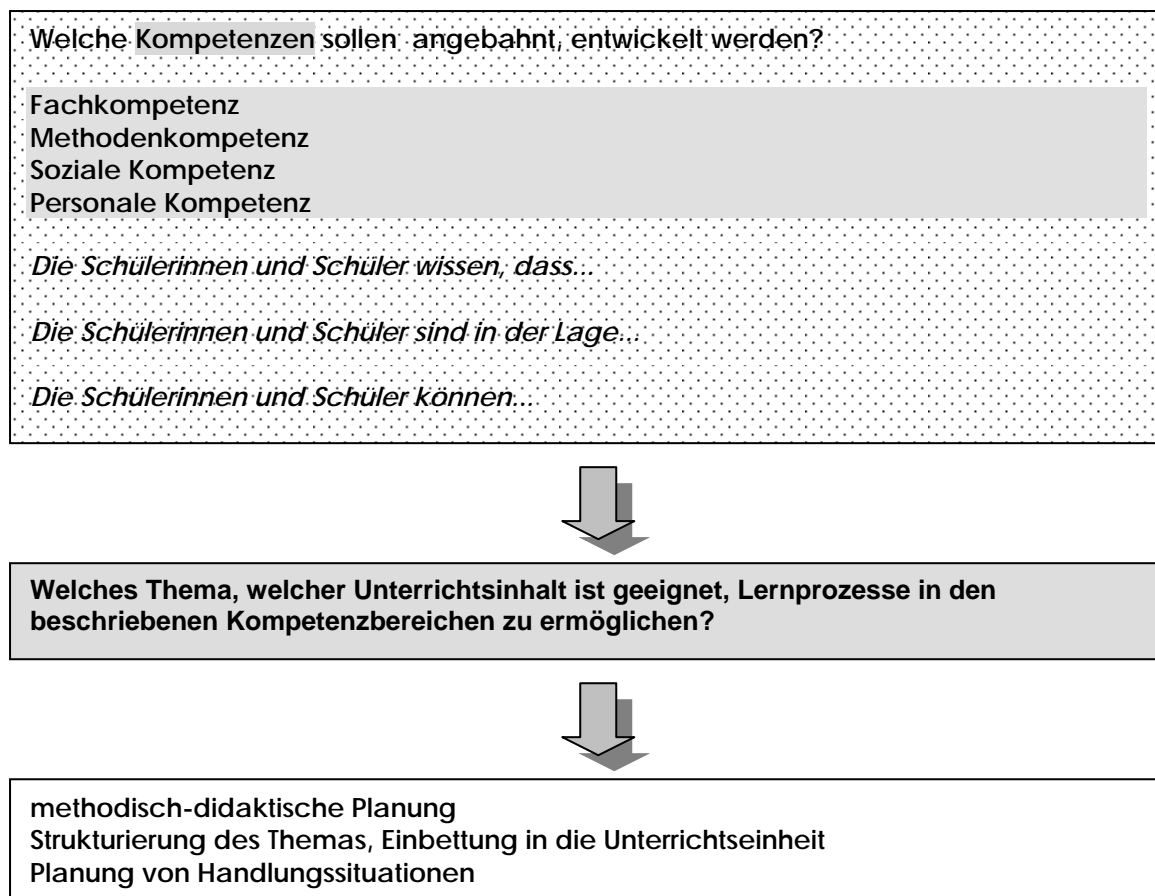 Welche Kompetenzen sollen angebahnt, entwickelt werden?
Fachkompetenz
Methodenkompetenz
Soziale Kompetenz
Personale Kompetenz
Die Schülerinnen und Schüler wissen, dass...
Die Schülerinnen und Schüler sind in der Lage...
Die Schülerinnen und Schüler können...
Welches Thema, welcher Unterrichtsinhalt ist geeignet, Lernprozesse in den
beschriebenen Kompetenzbereichen zu ermöglichen?
methodisch-didaktische Planung
Strukturierung des Themas, Einbettung in die Unterrichtseinheit
Planung von Handlungssituationen